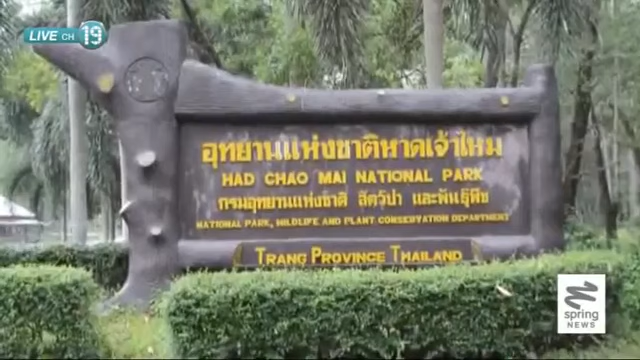 LIVE CH 19
อุทยานแห่งชาติหาดเจ้าไหม
HAD CHAO MAI NATIONAL PARK
กรมอุทยานแห่งชาติ สัตว์ป่า และพันธุ์พืช
NATIONAL PARK, WILDLIFE AND PLANT CONSERVATION DEPARTMENT
TRANG PROVINCE THAILAND
spring
NEWS